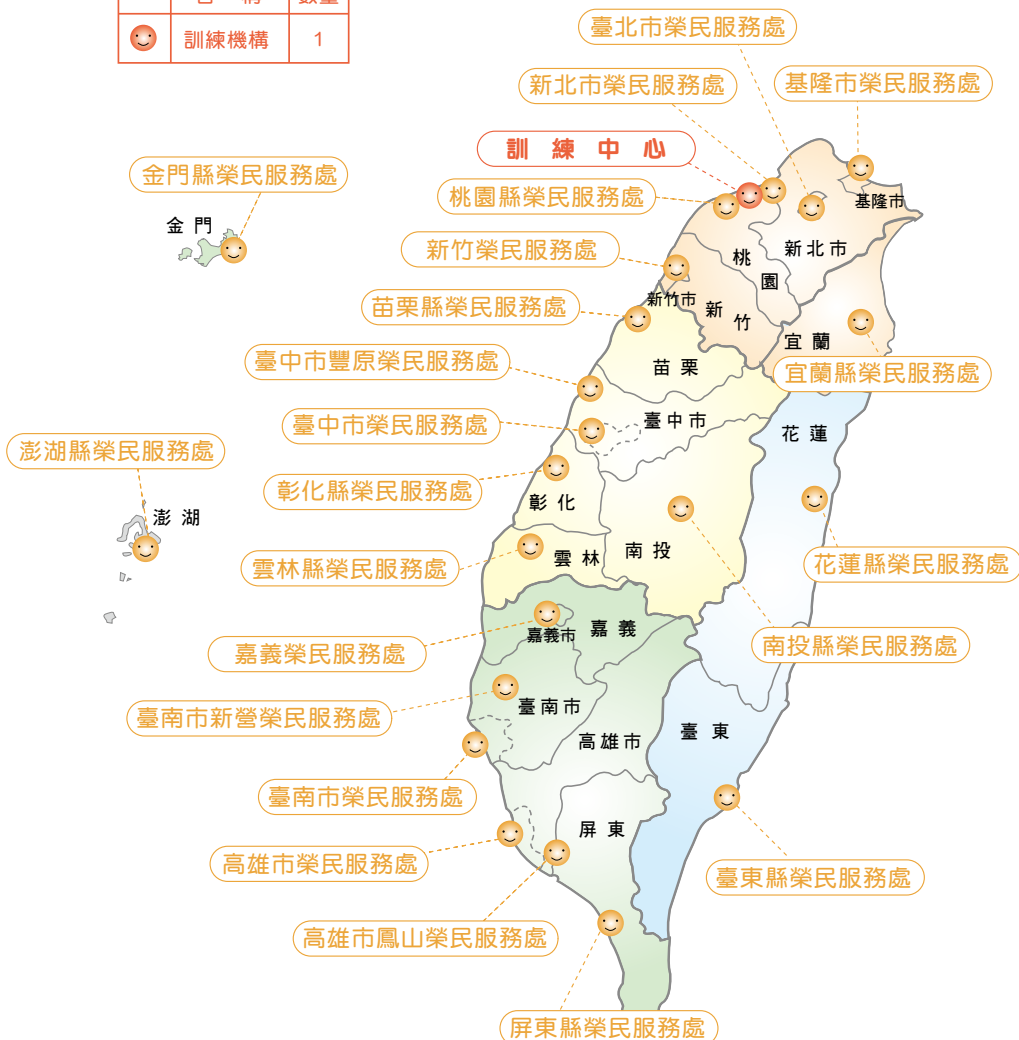 名 稱 數量
訓練機構 1
臺北市榮民服務處
新北市榮民服務處
基隆市榮民服務處
訓練中心
金門縣榮民服務處
桃園縣榮民服務處
金門
基隆市
新竹榮民服務處
新北市
桃園
苗栗縣榮民服務處
新竹市
新竹
宜蘭
臺中市豐原榮民服務處
苗栗
宜蘭縣榮民服務處
臺中市榮民服務處
臺中市
花蓮
澎湖縣榮民服務處
彰化縣榮民服務處
彰化
澎湖
雲林縣榮民服務處
雲林
南投
花蓮縣榮民服務處
嘉義榮民服務處
嘉義市
嘉義
南投縣榮民服務處
臺南市新營榮民服務處
臺南市
高雄市
臺東
臺南市榮民服務處
屏東
高雄市榮民服務處
臺東縣榮民服務處
高雄市鳳山榮民服務處
屏東縣榮民服務處